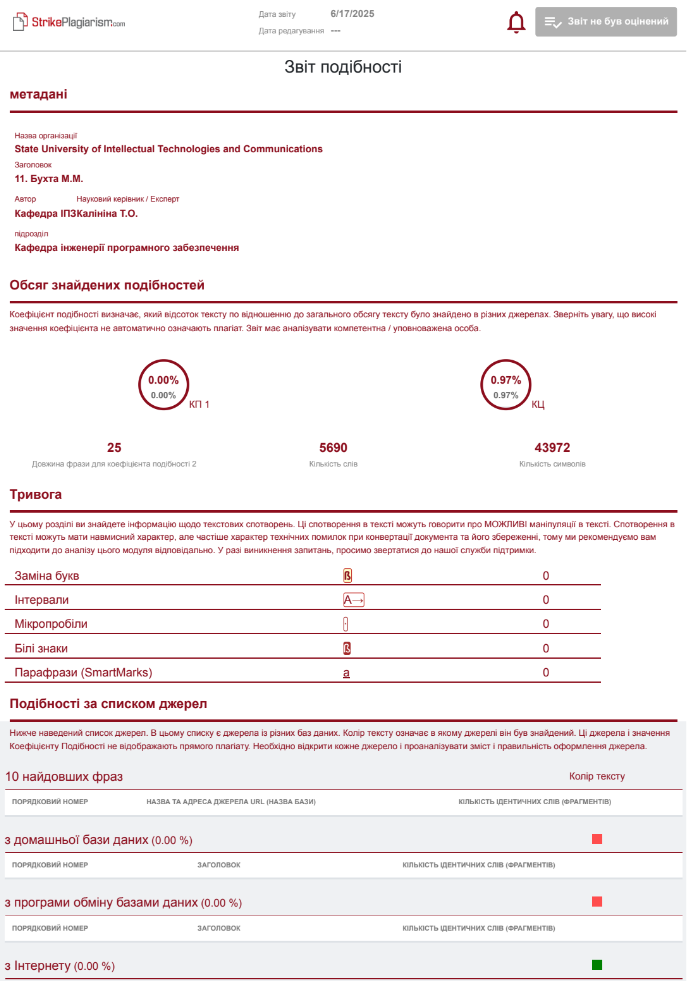 StrikePlagiarism.com
Дата звіту 6/17/2025
Дата редагування ---
Звіт не був оцінений
Звіт подібності
метадані
Назва організації
State University of Intellectual Technologies and Communications
Заголовок
11. Бухта М.М.
Автор Науковий керівник / Експерт
Кафедра ІПЗКалініна Т.О.
підрозділ
Кафедра інженерії програмного забезпечення
Обсяг знайдених подібностей
Коефіцієнт подібності визначає, який відсоток тексту по відношенню до загального обсягу тексту було знайдено в різних джерелах. Зверніть увагу, що високі
значення коефіцієнта не автоматично означають плагіат. Звіт має аналізувати компетентна / уповноважена особа.
0.00%
0.00%
КП 1
0.97%
0.97%
КЦ
25 5690 43972
Довжина фрази для коефіцієнта подібності 2 Кількість слів Кількість символів
Тривога
У цьому розділі ви знайдете інформацію щодо текстових спотворень. Ці спотворення в тексті можуть говорити про МОЖЛИВІ маніпуляції в тексті. Спотворення в
тексті можуть мати навмисний характер, але частіше характер технічних помилок при конвертації документа та його збереженні, тому ми рекомендуємо вам
підходити до аналізу цього модуля відповідально. У разі виникнення запитань, просимо звертатися до нашої служби підтримки.
Заміна букв ß 0
Інтервали A→ 0
Мікропробіли · 0
Білі знаки ß 0
Парафрази (SmartMarks) a 0
Подібності за списком джерел
Нижче наведений список джерел. В цьому списку є джерела із різних баз даних. Колір тексту означає в якому джерелі він був знайдений. Ці джерела і значення
Коефіцієнту Подібності не відображають прямого плагіату. Необхідно відкрити кожне джерело і проаналізувати зміст і правильність оформлення джерела.
10 найдовших фраз Колір тексту
ПОРЯДКОВИЙ НОМЕР НАЗВА ТА АДРЕСА ДЖЕРЕЛА URL (НАЗВА БАЗИ) КІЛЬКІСТЬ ІДЕНТИЧНИХ СЛІВ (ФРАГМЕНТІВ)
з домашньої бази даних (0.00 %)
ПОРЯДКОВИЙ НОМЕР ЗАГОЛОВОК КІЛЬКІСТЬ ІДЕНТИЧНИХ СЛІВ (ФРАГМЕНТІВ)
з програми обміну базами даних (0.00 %)
ПОРЯДКОВИЙ НОМЕР ЗАГОЛОВОК КІЛЬКІСТЬ ІДЕНТИЧНИХ СЛІВ (ФРАГМЕНТІВ)
з Інтернету (0.00 %)